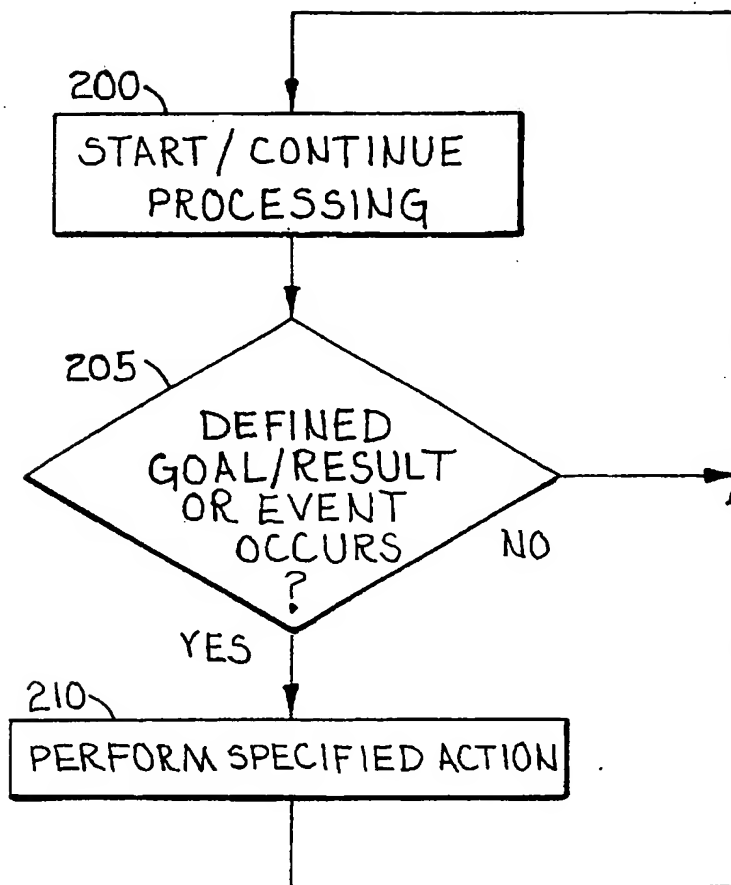 200
START/CONTINUE
PROCESSING
205
DEFINED
GOAL/RESULT
OR EVENT
OCCURS
?
NO
YES
210
PERFORM SPECIFIED ACTION